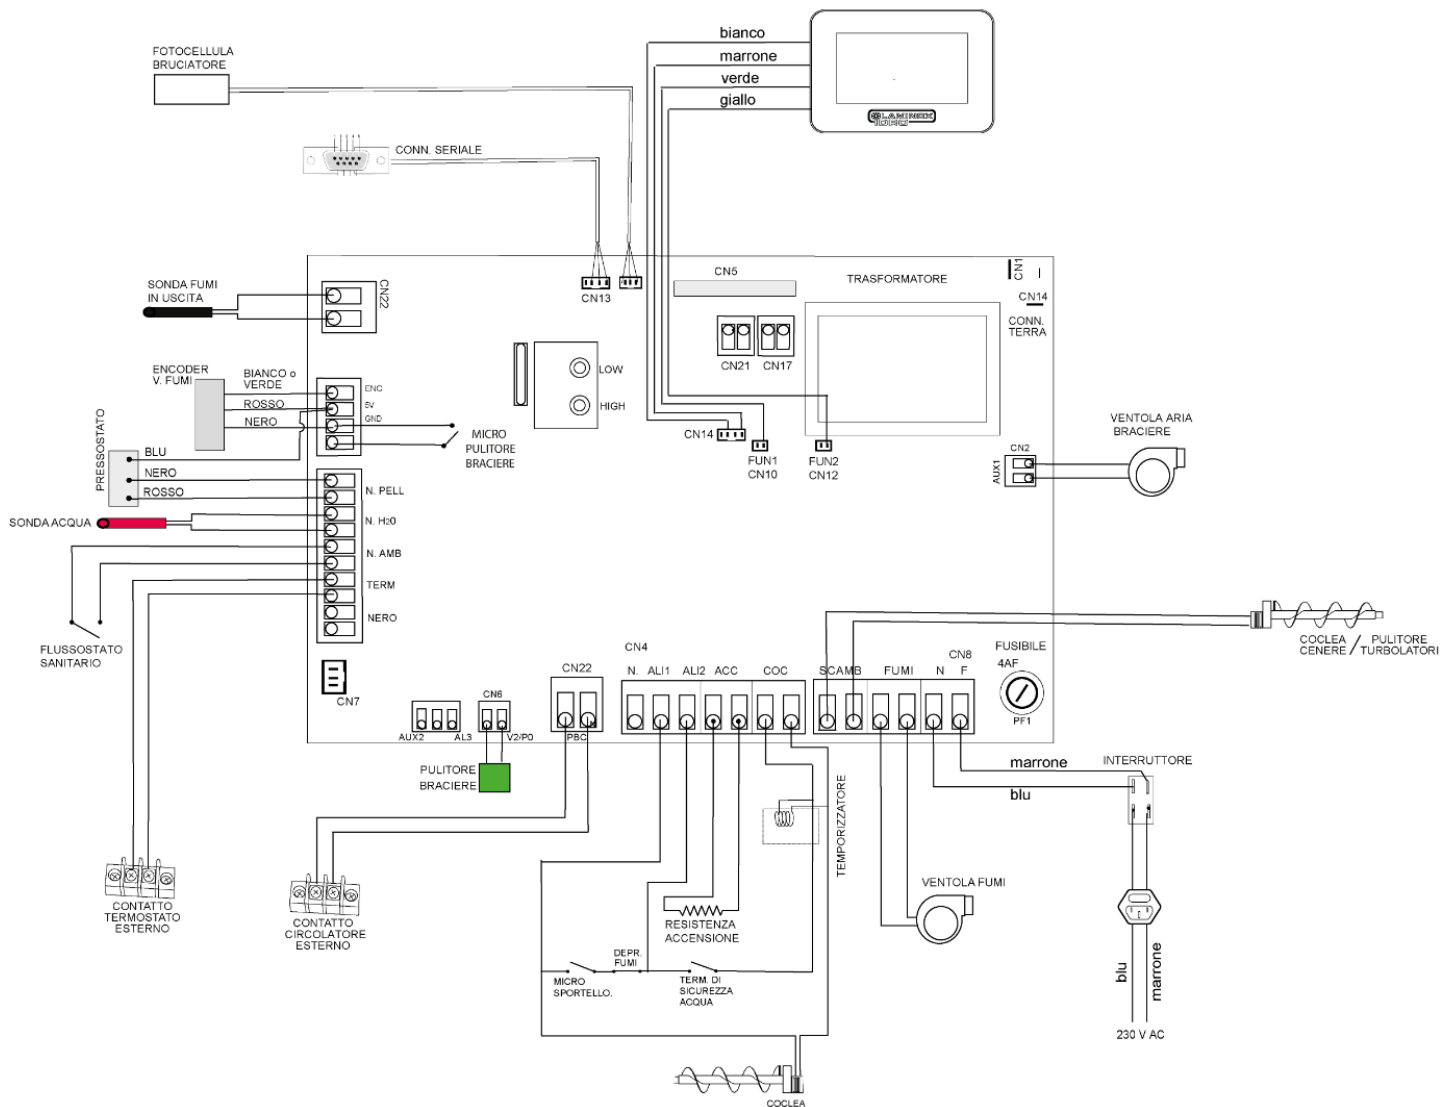 bianco
marrone
verde
giallo
LAMINOX
IDRO
FOTOCELLULA
BRUCIATORE
CONN. SERIALE
CN13
CN5
TRASFORMATORE
CN1
CN14
CONN.
TERRA
SONDA FUMI
IN USCITA
CN22
LOW
HIGH
CN21
CN17
ENCODER
V. FUMI
BIANCO o
VERDE
ROSSO
NERO
ENC
5V
GND
MICRO
PULITORE
BRACIERE
CN14
FUN1
CN10
FUN2
CN12
VENTOLA ARIA
BRACIERE
CN2
AUX1
PRESSOSTATO
BLU
NERO
ROSSO
N. PELL
SONDA ACQUA
N. H20
N. AMB
TERM
NERO
FLUSSOSTATO
SANITARIO
CN7
COCLEA
CENERE
/
PULITORE
TURBOLATORI
CN4
N.
ALI1
ALI2
ACC
COC
SCAMB
FUMI
CN8
N
F
FUSIBILE
4AF
PF1
CN22
PBC
CN6
AUX2
AL3
V2/P0
PULITORE
BRACIERE
marrone
blu
INTERRUTTORE
TEMPORIZZATORE
VENTOLA FUMI
CONTATTO
TERMOSTATO
ESTERNO
CONTATTO
CIRCOLATORE
ESTERNO
RESISTENZA
ACCENSIONE
DEPR.
FUMI
MICRO
SPORTELLO.
TERM. DI
SICUREZZA
ACQUA
blu
marrone
230 V AC
COCLEA